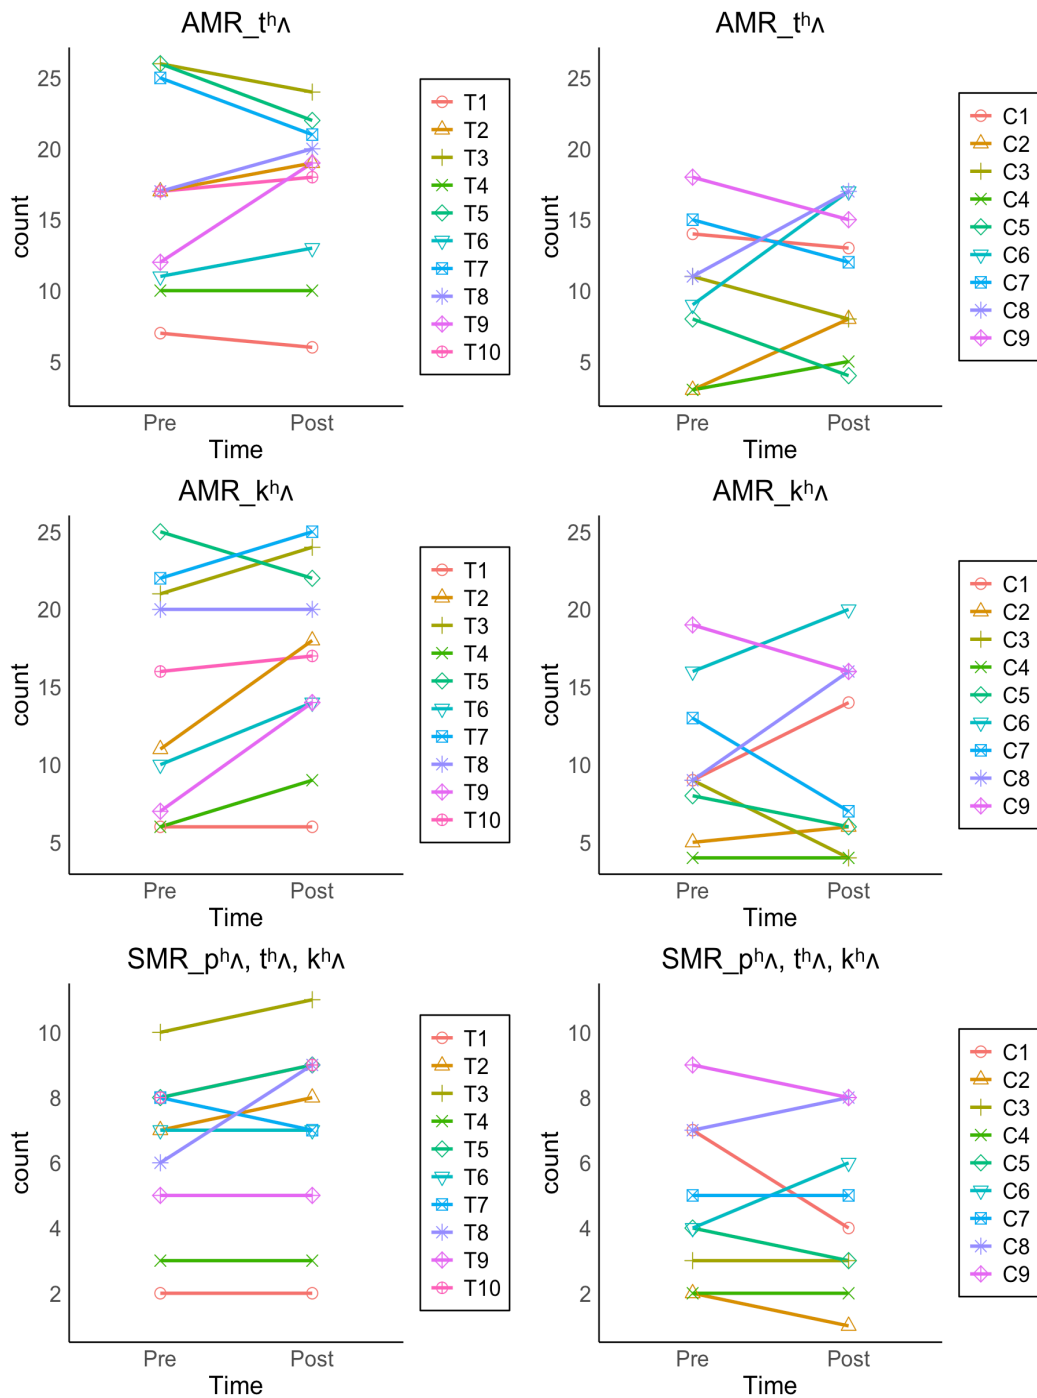 AMR_tʰʌ
count
25
20
15
10
5
Pre
Post
Time
T1
T2
T3
T4
T5
T6
T7
T8
T9
T10
AMR_tʰʌ
count
25
20
15
10
5
Pre
Post
Time
C1
C2
C3
C4
C5
C6
C7
C8
C9
AMR_kʰʌ
count
25
20
15
10
5
Pre
Post
Time
T1
T2
T3
T4
T5
T6
T7
T8
T9
T10
AMR_kʰʌ
count
25
20
15
10
5
Pre
Post
Time
C1
C2
C3
C4
C5
C6
C7
C8
C9
SMR_pʰʌ, tʰʌ, kʰʌ
count
10
8
6
4
2
Pre
Post
Time
T1
T2
T3
T4
T5
T6
T7
T8
T9
T10
SMR_pʰʌ, tʰʌ, kʰʌ
count
10
8
6
4
2
Pre
Post
Time
C1
C2
C3
C4
C5
C6
C7
C8
C9